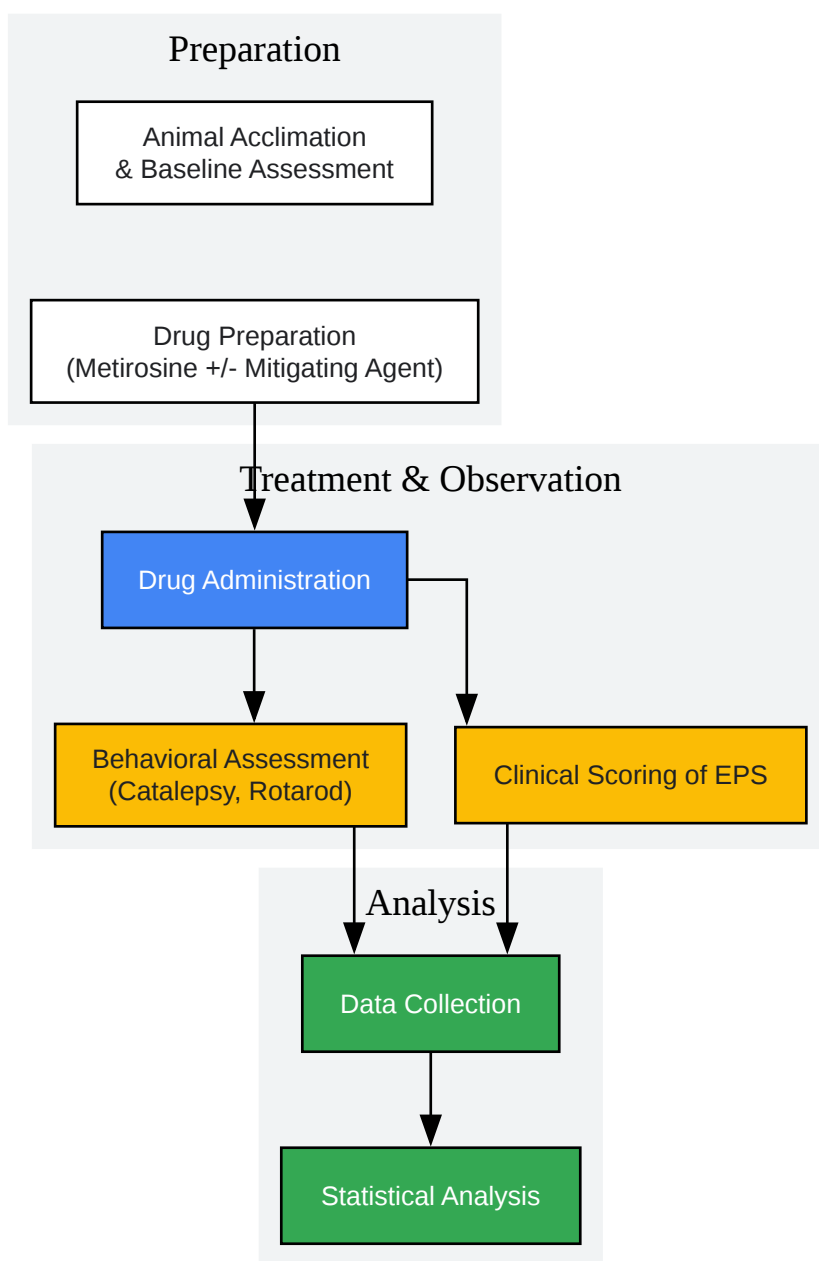 Preparation
Animal Acclimation
& Baseline Assessment
Drug Preparation
(Metirosine +/- Mitigating Agent)
Treatment & Observation
Drug Administration
Behavioral Assessment
(Catalepsy, Rotarod)
Clinical Scoring of EPS
Analysis
Data Collection
Statistical Analysis